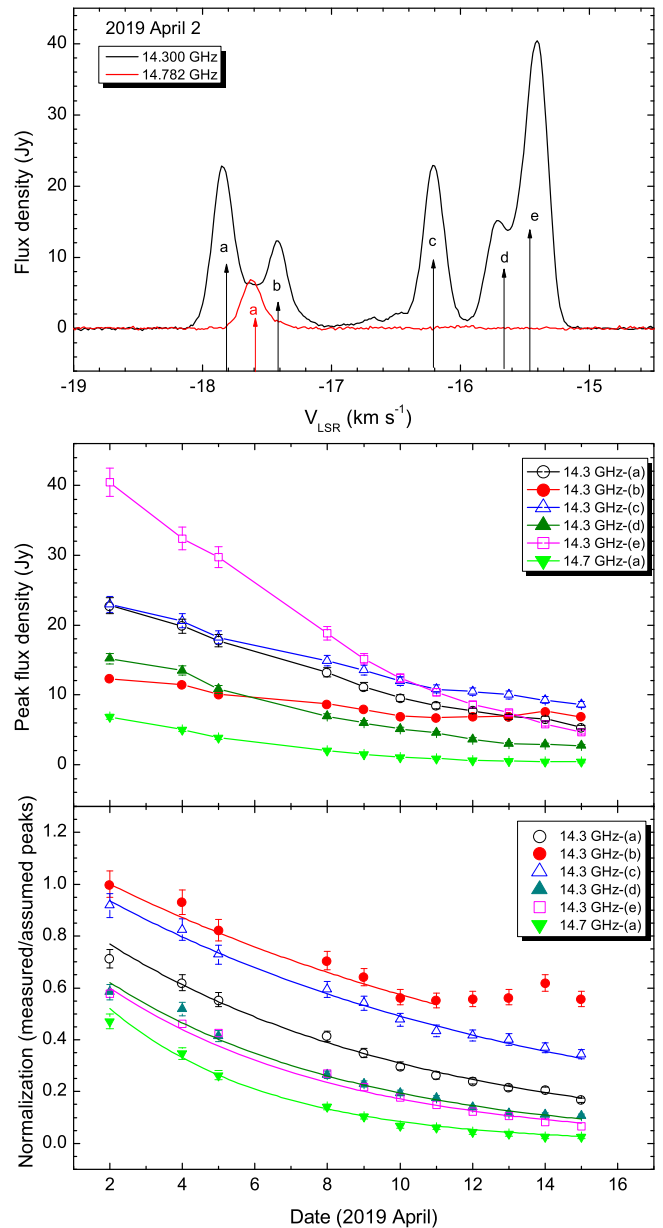 2019 April 2
14.300 GHz
14.782 GHz
40
30
20
10
0
Flux density (Jy)
a
b
c
d
e
a
-19
-18
-17
-16
-15
V_LSR (km s⁻¹)
40
30
20
10
0
Peak flux density (Jy)
14.3 GHz-(a)
14.3 GHz-(b)
14.3 GHz-(c)
14.3 GHz-(d)
14.3 GHz-(e)
14.7 GHz-(a)
1.2
1.0
0.8
0.6
0.4
0.2
0.0
Normalization (measured/assumed peaks)
14.3 GHz-(a)
14.3 GHz-(b)
14.3 GHz-(c)
14.3 GHz-(d)
14.3 GHz-(e)
14.7 GHz-(a)
2
4
6
8
10
12
14
16
Date (2019 April)